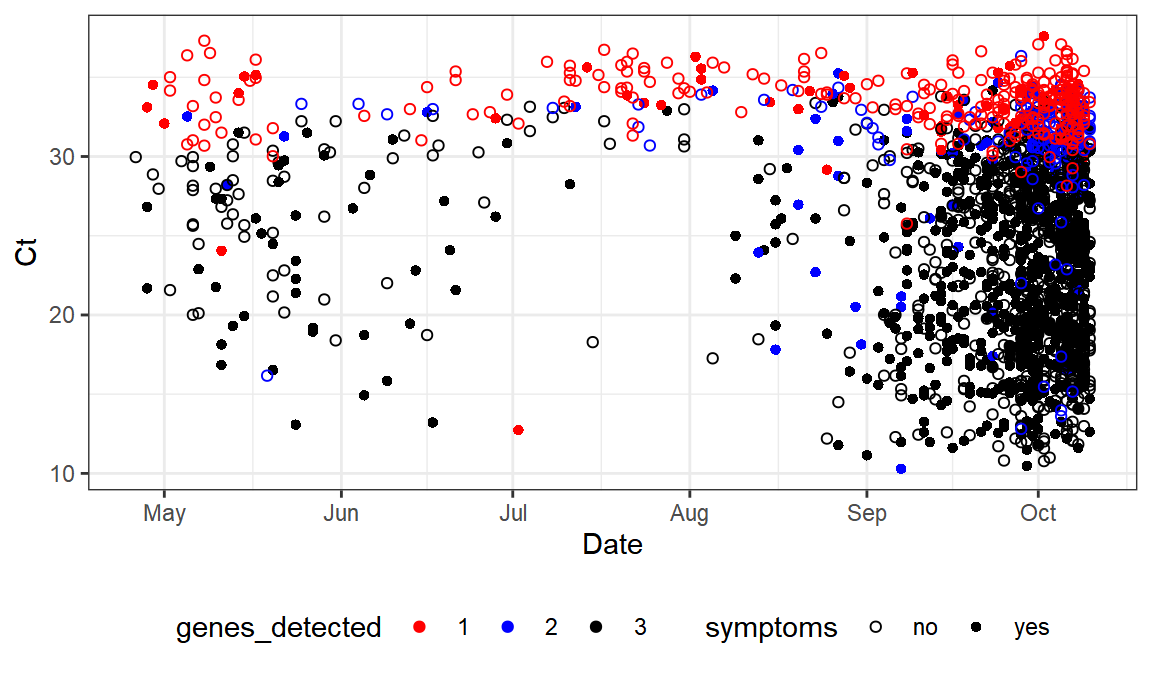 Ct
30
20
10
May Jun Jul Aug Sep Oct
Date
genes_detected 1 2 3 symptoms no yes